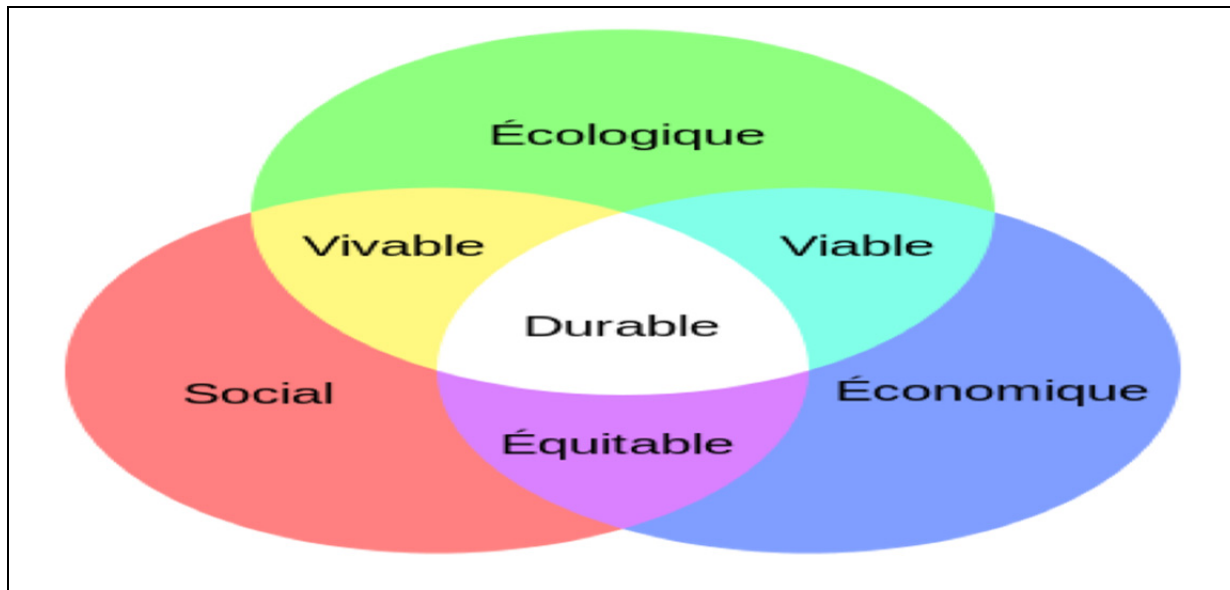 Écologique
Vivable
Viable
Durable
Social
Économique
Équitable